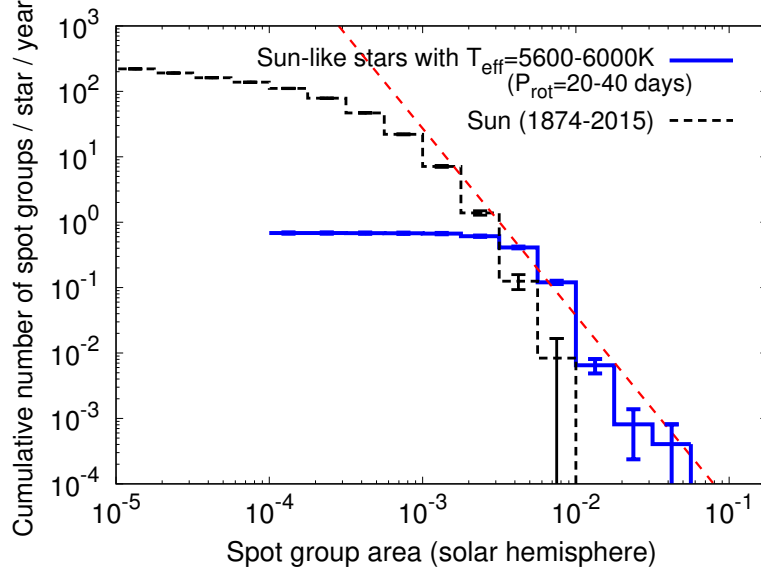 Cumulative number of spot groups / star / year
10^3
10^2
10^1
10^0
10^-1
10^-2
10^-3
10^-4
Sun-like stars with T_eff=5600-6000K
(P_rot=20-40 days)
Sun (1874-2015)
10^-5 10^-4 10^-3 10^-2 10^-1
Spot group area (solar hemisphere)